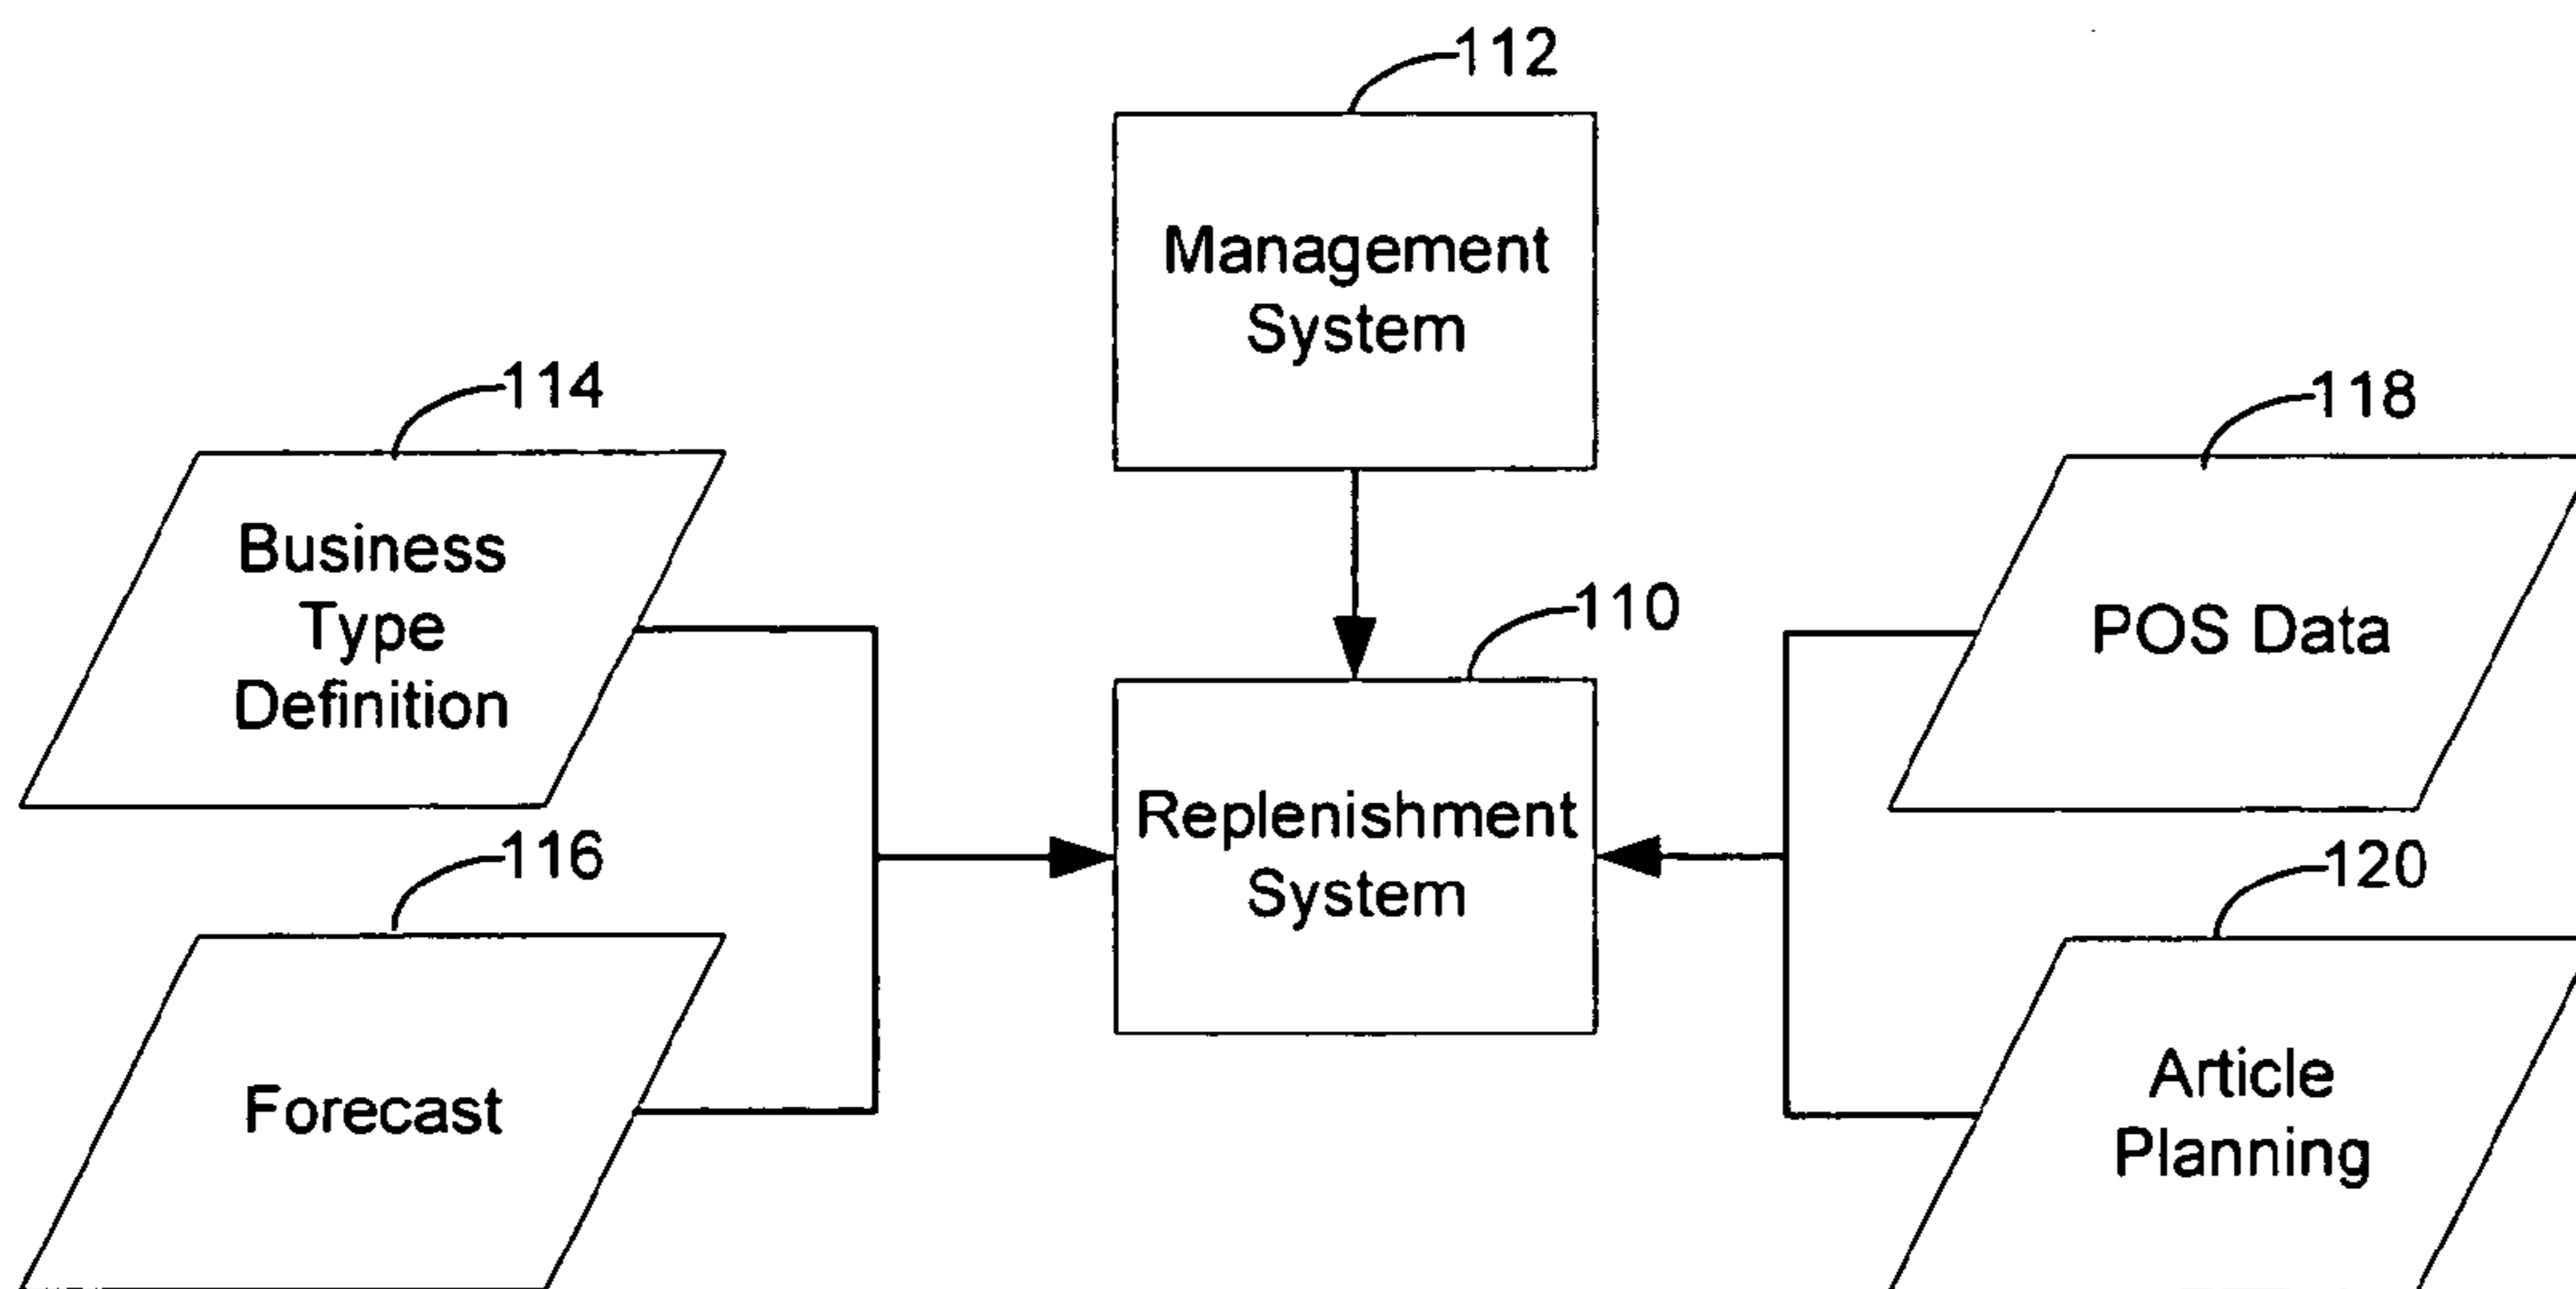 112
Management
System
114
Business
Type
Definition
118
POS Data
110
Replenishment
System
116
Forecast
120
Article
Planning